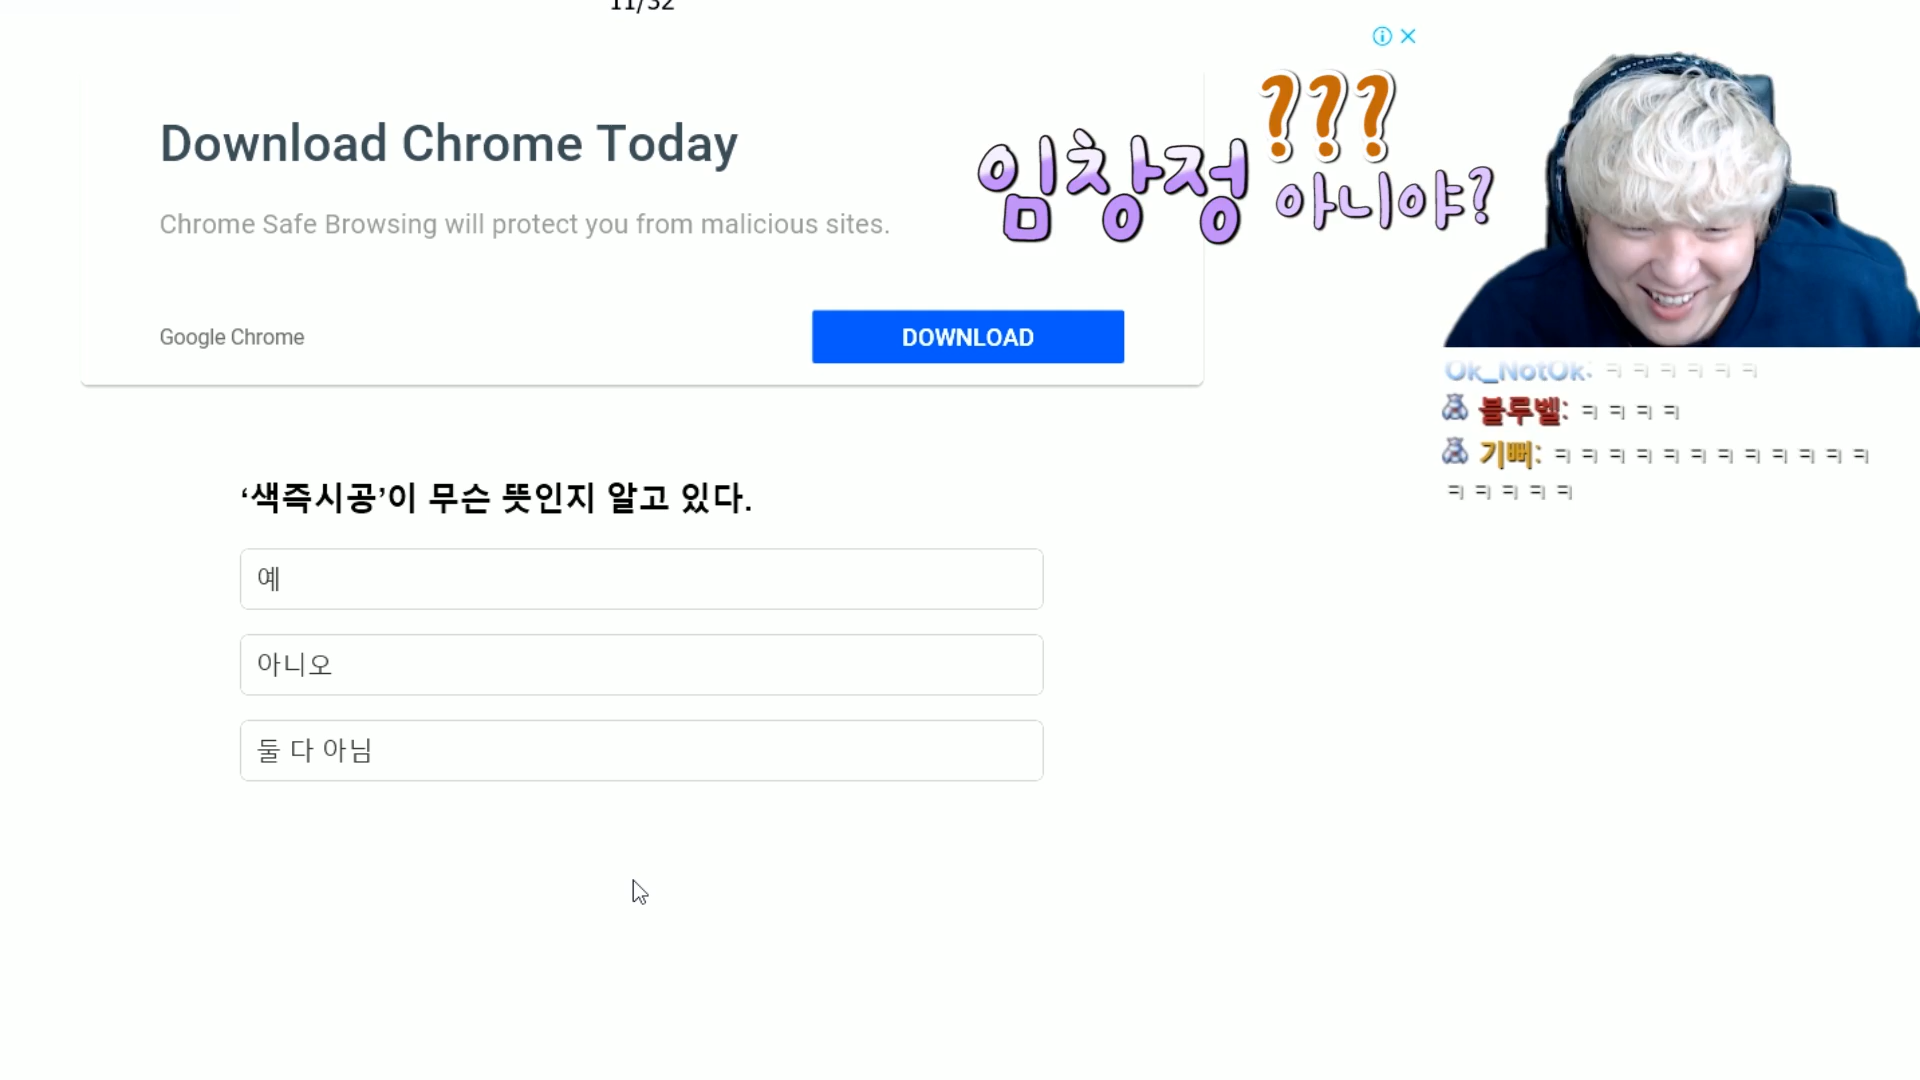 11/32
Download Chrome Today
Chrome Safe Browsing will protect you from malicious sites.
Google Chrome
DOWNLOAD
???
임창정 아니야?
Ok_NotOk: ㅋㅋㅋㅋㅋㅋ
블루벨: ㅋㅋㅋㅋ
기뻐: ㅋㅋㅋㅋㅋㅋㅋㅋㅋㅋㅋㅋ
ㅋㅋㅋㅋㅋ
‘색즉시공’이 무슨 뜻인지 알고 있다.
예
아니오
둘 다 아님